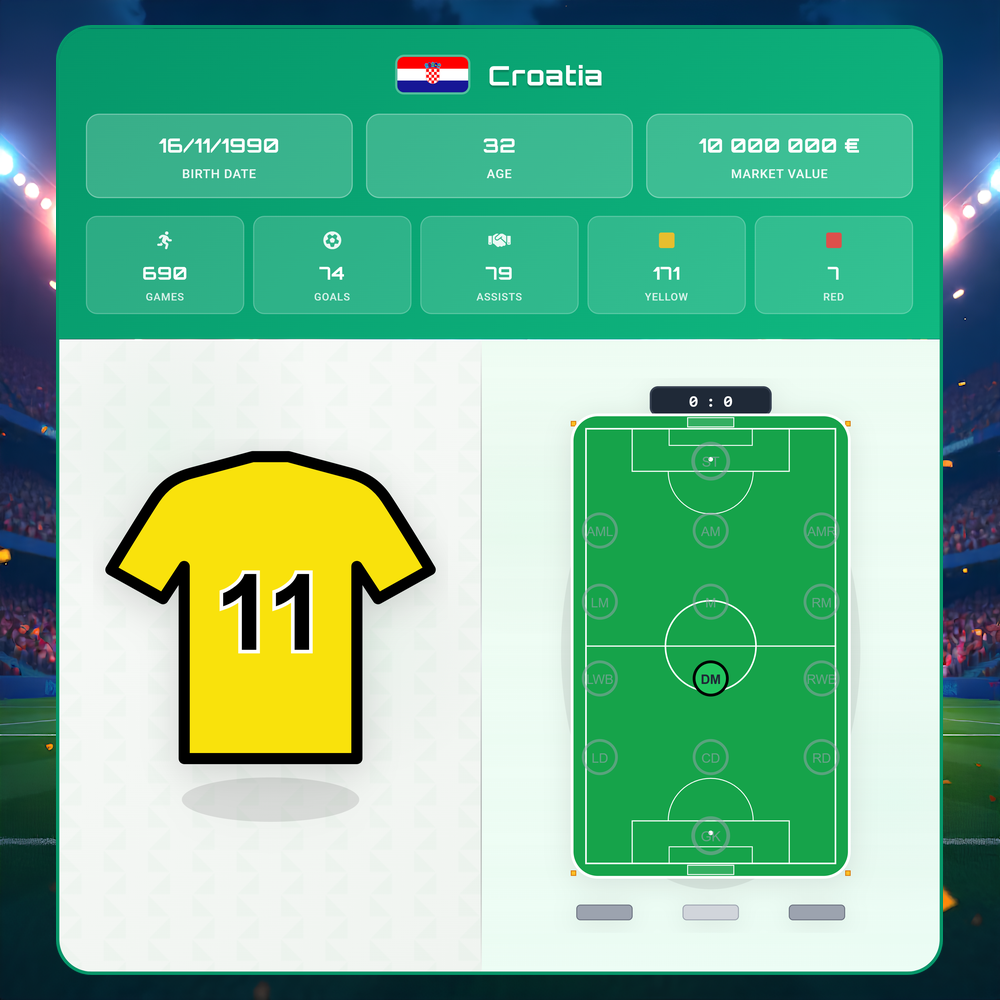 Croatia
16/11/1990
BIRTH DATE
32
AGE
10 000 000 €
MARKET VALUE
690
GAMES
74
GOALS
79
ASSISTS
171
YELLOW
7
RED
11
0 : 0
ST
AML
AM
AMR
LM
M
RM
LWB
DM
RWB
LD
CD
RD
GK